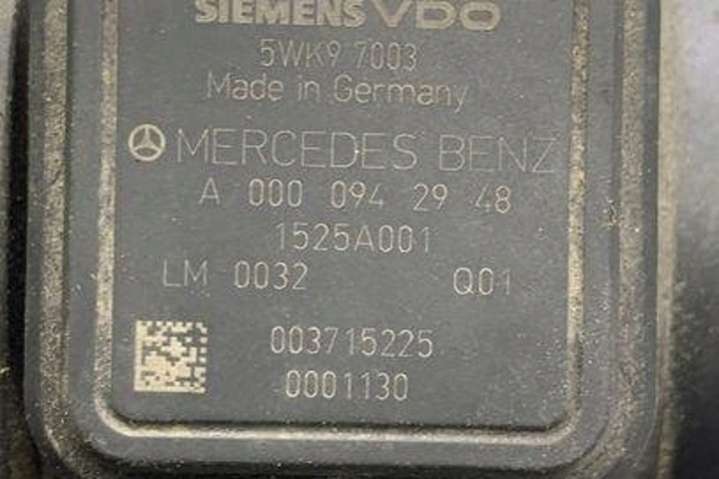 SIEMENS VDO
5WK9 7003
Made in Germany
MERCEDES BENZ
A 000 094 29 48
1525A001
LM 0032 Q01
003715225
0001130